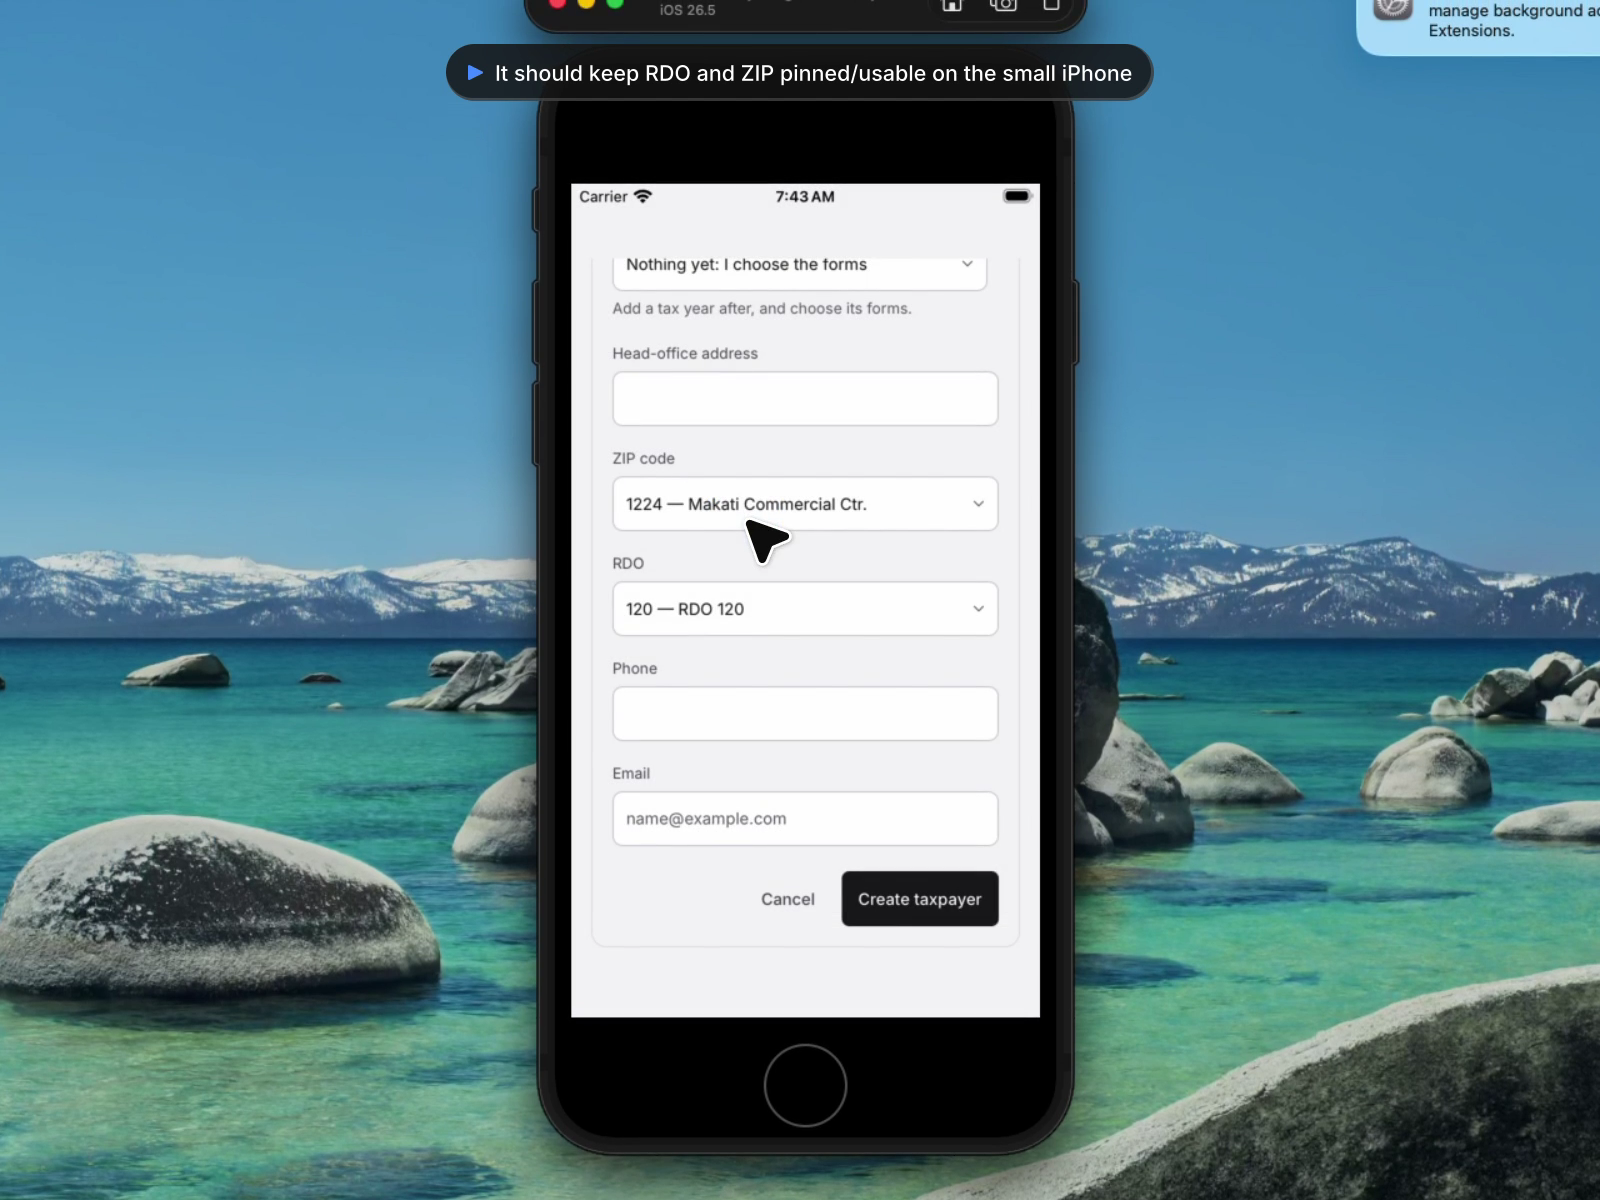 iOS 26.5
manage background ac
Extensions.
It should keep RDO and ZIP pinned/usable on the small iPhone
Carrier
7:43 AM
Nothing yet: I choose the forms
Add a tax year after, and choose its forms.
Head-office address
ZIP code
1224 — Makati Commercial Ctr.
RDO
120 — RDO 120
Phone
Email
name@example.com
Cancel
Create taxpayer